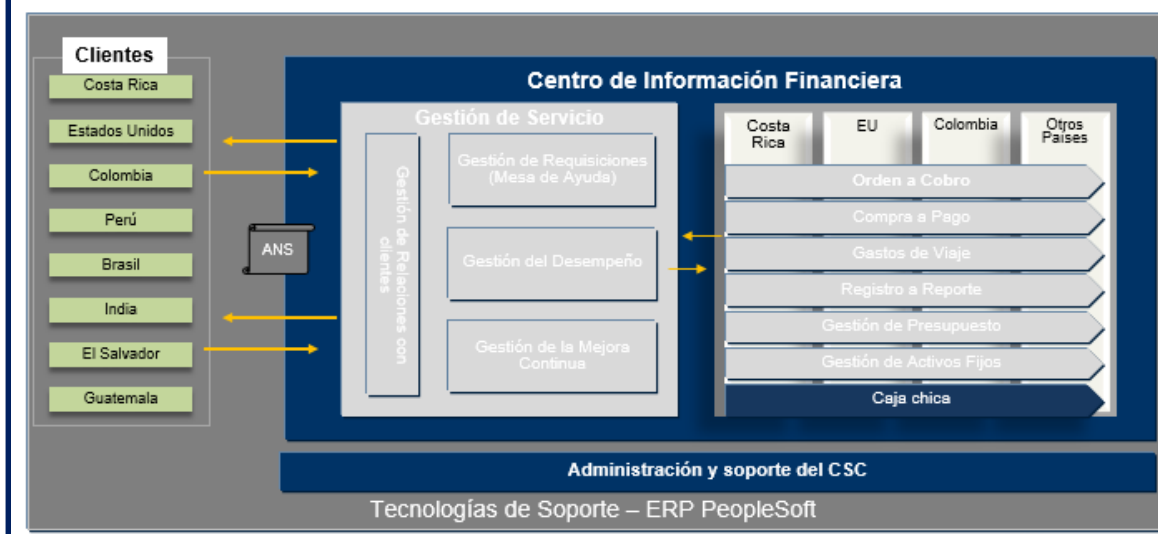 Clientes
Costa Rica
Estados Unidos
Colombia
Perú
Brasil
India
El Salvador
Guatemala
ANS
Centro de Información Financiera
Gestión de Servicio
Gestión de Relaciones con
clientes
Gestión de Requisiciones
(Mesa de Ayuda)
Gestión del Desempeño
Gestión de la Mejora
Continua
Costa
Rica
EU
Colombia
Otros
Países
Orden a Cobro
Compra a Pago
Gastos de Viaje
Registro a Reporte
Gestión de Presupuesto
Gestión de Activos Fijos
Caja chica
Administración y soporte del CSC
Tecnologías de Soporte – ERP PeopleSoft